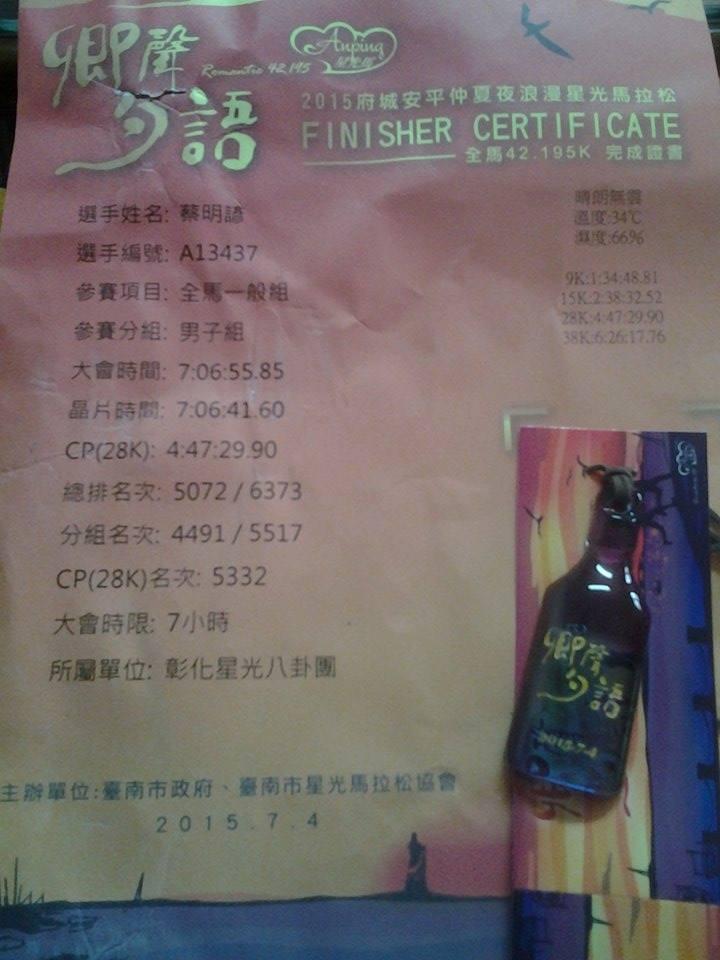 卿聲
夕語
Romantic 42.195
Anping
2015府城安平仲夏夜浪漫星光馬拉松
FINISHER CERTIFICATE
全馬42.195K 完成證書
選手姓名: 蔡明諺
選手編號: A13437
參賽項目: 全馬一般組
參賽分組: 男子組
大會時間: 7:06:55.85
晶片時間: 7:06:41.60
CP(28K): 4:47:29.90
總排名次: 5072 / 6373
分組名次: 4491 / 5517
CP(28K)名次: 5332
大會時限: 7小時
所屬單位: 彰化星光八卦團
晴朗無雲
溫度:34℃
濕度:66%
9K:1:34:48.81
15K:2:38:32.52
28K:4:47:29.90
38K:6:26:17.76
卿聲
夕語
2015.7.4
主辦單位:臺南市政府、臺南市星光馬拉松協會
2015.7.4